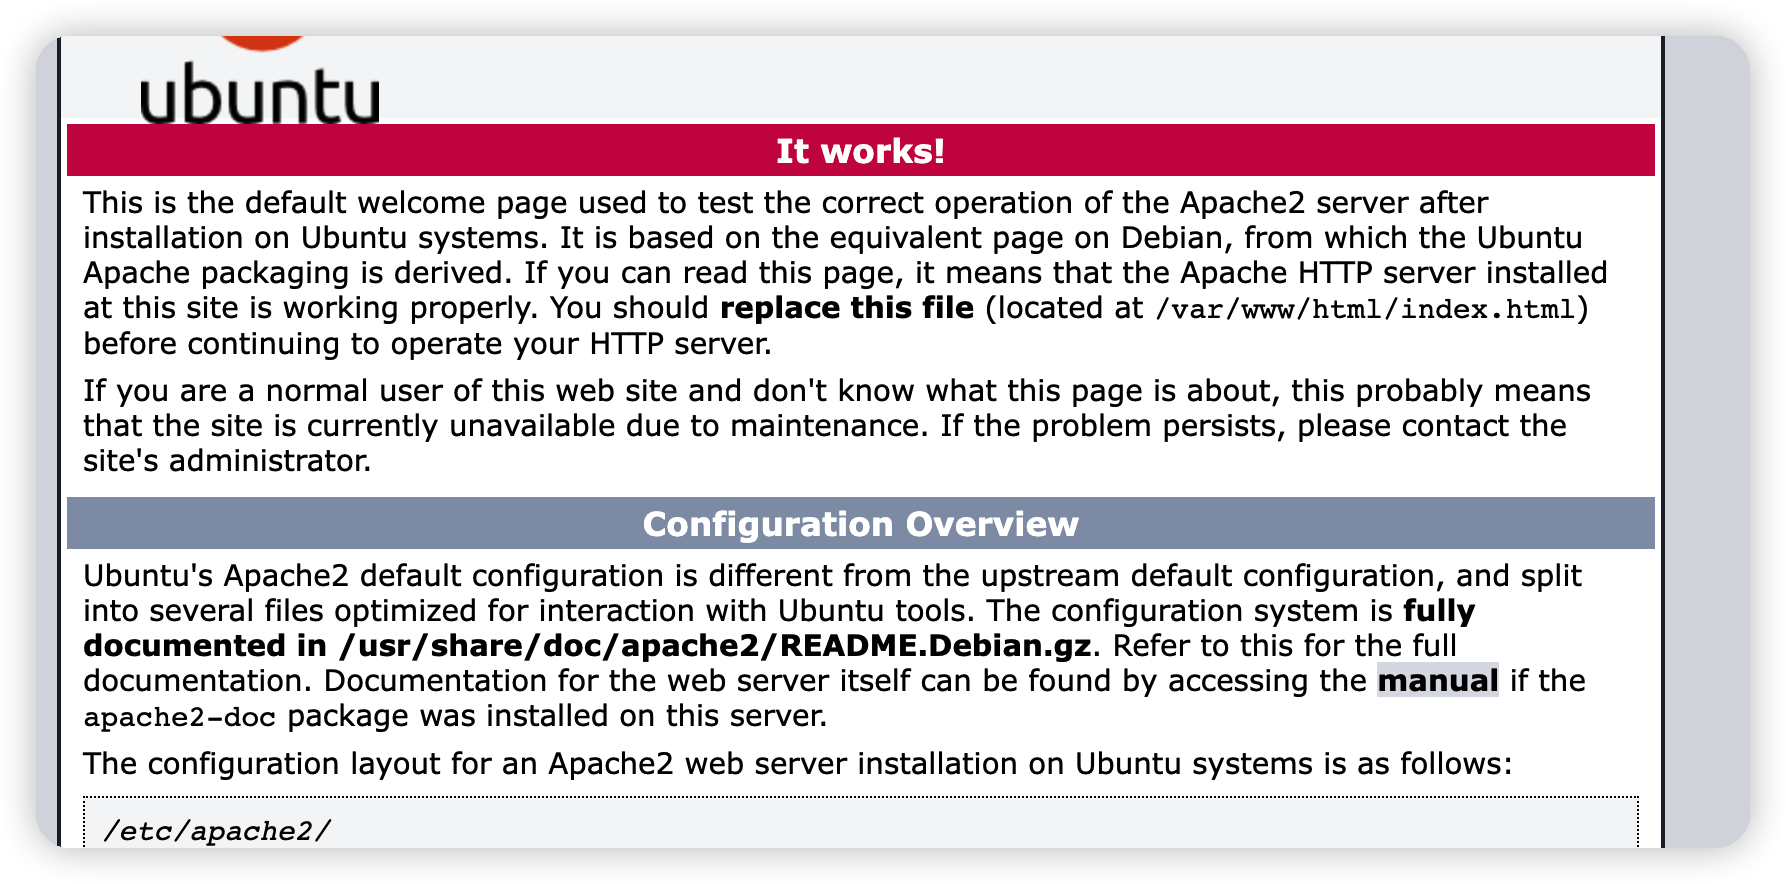 ubuntu
It works!
This is the default welcome page used to test the correct operation of the Apache2 server after
installation on Ubuntu systems. It is based on the equivalent page on Debian, from which the Ubuntu
Apache packaging is derived. If you can read this page, it means that the Apache HTTP server installed
at this site is working properly. You should replace this file (located at /var/www/html/index.html)
before continuing to operate your HTTP server.
If you are a normal user of this web site and don't know what this page is about, this probably means
that the site is currently unavailable due to maintenance. If the problem persists, please contact the
site's administrator.
Configuration Overview
Ubuntu's Apache2 default configuration is different from the upstream default configuration, and split
into several files optimized for interaction with Ubuntu tools. The configuration system is fully
documented in /usr/share/doc/apache2/README.Debian.gz. Refer to this for the full
documentation. Documentation for the web server itself can be found by accessing the manual if the
apache2-doc package was installed on this server.
The configuration layout for an Apache2 web server installation on Ubuntu systems is as follows:
/etc/apache2/